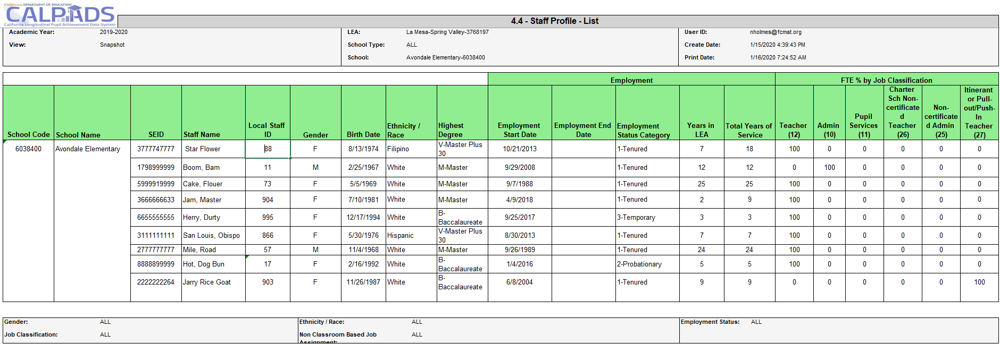 California DEPARTMENT OF EDUCATION
CALPADS
California Longitudinal Pupil Achievement Data System
4.4 - Staff Profile - List
Academic Year: 2019-2020 LEA: La Mesa-Spring Valley-3768197 User ID: nholmes@fcmat.org
View: Snapshot School Type: ALL Create Date: 1/15/2020 4:39:43 PM
School: Avondale Elementary-6038400 Print Date: 1/16/2020 7:24:52 AM
Employment FTE % by Job Classification
School Code School Name SEID Staff Name Local Staff ID Gender Birth Date Ethnicity / Race Highest Degree Employment Start Date Employment End Date Employment Status Category Years in LEA Total Years of Service Teacher (12) Admin (10) Pupil Services (11) Charter Sch Non-certificate d Teacher (26) Non-certificate d Admin (25) Itinerant or Pull-out/Push-In Teacher (27)
6038400 Avondale Elementary 3777747777 Star Flower 88 F 8/13/1974 Filipino V-Master Plus 30 10/21/2013 1-Tenured 7 18 100 0 0 0 0 0
1798999999 Boom, Bam 11 M 2/25/1967 White M-Master 9/29/2008 1-Tenured 12 12 0 100 0 0 0 0
5999919999 Cake, Flouer 73 F 5/5/1969 White M-Master 9/7/1988 1-Tenured 25 25 100 0 0 0 0 0
3666666633 Jam, Master 904 F 7/10/1981 White M-Master 4/9/2018 1-Tenured 2 9 100 0 0 0 0 0
6655555555 Herry, Durty 995 F 12/17/1994 White B-Baccalaureate 9/25/2017 3-Temporary 3 3 100 0 0 0 0 0
3111111111 San Louis, Obispo 866 F 5/30/1976 Hispanic V-Master Plus 30 8/30/2013 1-Tenured 7 7 100 0 0 0 0 0
2777777777 Mile, Road 57 M 11/4/1968 White M-Master 9/26/1989 1-Tenured 24 24 100 0 0 0 0 0
8888899999 Hot, Dog Bun 17 F 2/16/1992 White B-Baccalaureate 1/4/2016 2-Probationary 5 5 100 0 0 0 0 0
2222222264 Jarry Rice Goat 903 F 11/26/1987 White B-Baccalaureate 6/8/2004 1-Tenured 9 9 0 0 0 0 0 100
Gender: ALL Ethnicity / Race: ALL Employment Status: ALL
Job Classification: ALL Non Classroom Based Job Assignment: ALL